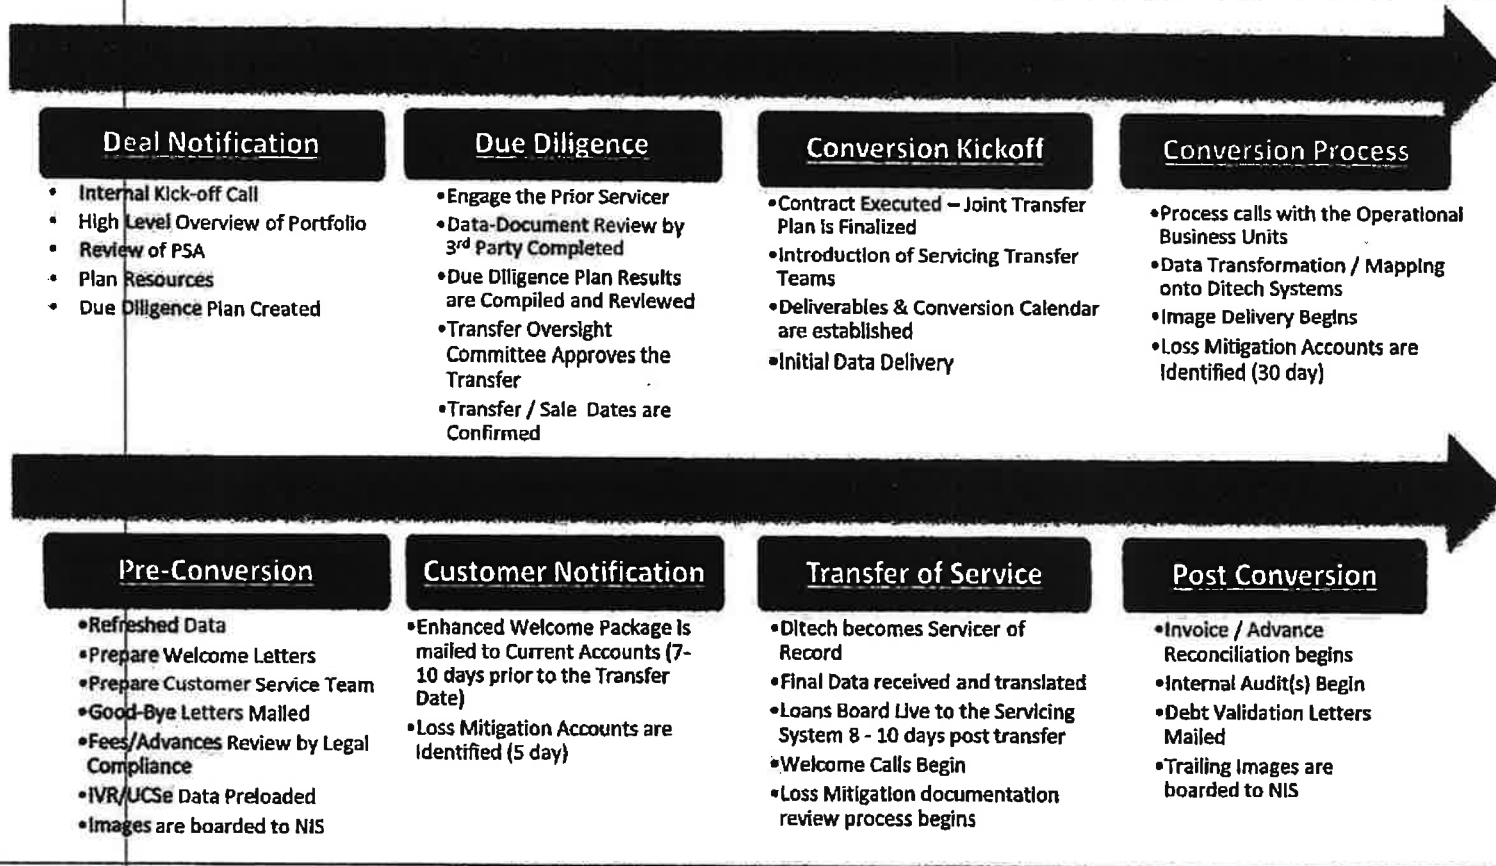 Deal Notification
• Internal Kick-off Call
• High Level Overview of Portfolio
• Review of PSA
• Plan Resources
• Due Diligence Plan Created
Due Diligence
•Engage the Prior Servicer
•Data-Document Review by
3rd Party Completed
•Due Diligence Plan Results
are Compiled and Reviewed
•Transfer Oversight
Committee Approves the
Transfer
•Transfer / Sale Dates are
Confirmed
Conversion Kickoff
•Contract Executed – Joint Transfer
Plan is Finalized
•Introduction of Servicing Transfer
Teams
•Deliverables & Conversion Calendar
are established
•Initial Data Delivery
Conversion Process
•Process calls with the Operational
Business Units
•Data Transformation / Mapping
onto Ditech Systems
•Image Delivery Begins
•Loss Mitigation Accounts are
Identified (30 day)
Pre-Conversion
•Refreshed Data
•Prepare Welcome Letters
•Prepare Customer Service Team
•Good-Bye Letters Mailed
•Fees/Advances Review by Legal
Compliance
•IVR/UCSe Data Preloaded
•Images are boarded to NIS
Customer Notification
•Enhanced Welcome Package is
mailed to Current Accounts (7-
10 days prior to the Transfer
Date)
•Loss Mitigation Accounts are
Identified (5 day)
Transfer of Service
•Ditech becomes Servicer of
Record
•Final Data received and translated
•Loans Board Live to the Servicing
System 8 - 10 days post transfer
•Welcome Calls Begin
•Loss Mitigation documentation
review process begins
Post Conversion
•Invoice / Advance
Reconciliation begins
•Internal Audit(s) Begin
•Debt Validation Letters
Mailed
•Trailing Images are
boarded to NIS